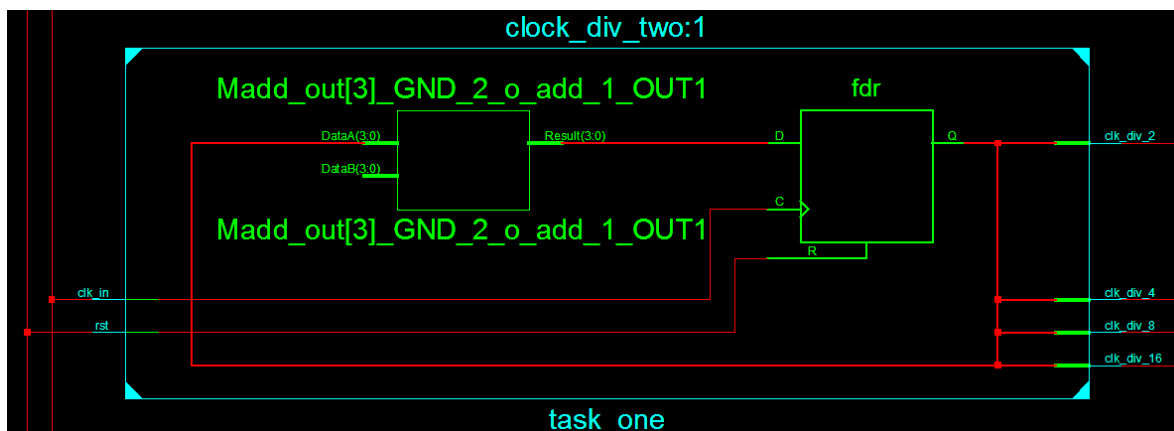 clock_div_two:1
Madd_out[3]_GND_2_o_add_1_OUT1
fdr
DataA(3:0)
Result(3:0)
D
Q
clk_div_2
DataB(3:0)
C
Madd_out[3]_GND_2_o_add_1_OUT1
R
clk_in
clk_div_4
rst
clk_div_8
clk_div_16
task_one